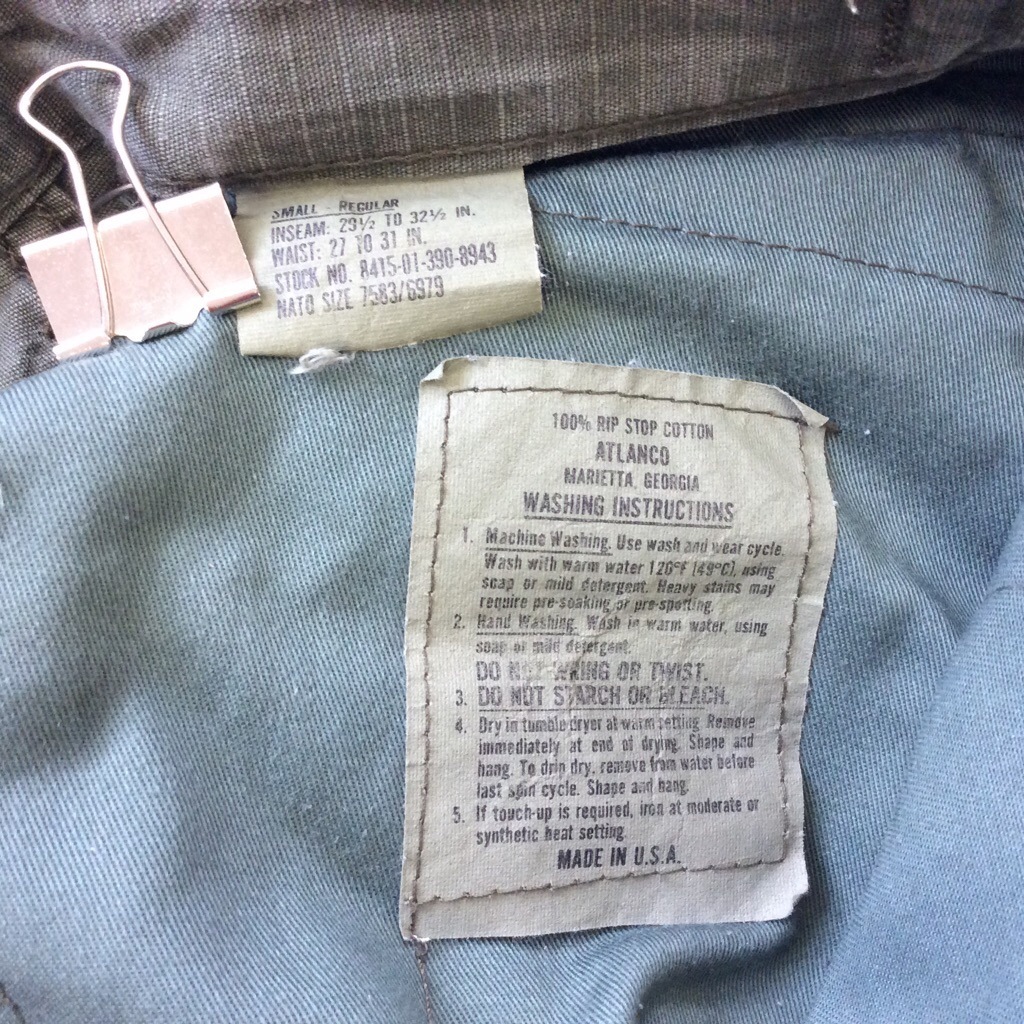 SMALL - REGULAR
INSEAM: 29½ TO 32½ IN.
WAIST: 27 TO 31 IN.
STOCK NO. 8415-01-390-8943
NATO SIZE 7583/6979
100% RIP STOP COTTON
ATLANCO
MARIETTA, GEORGIA
WASHING INSTRUCTIONS
1. Machine Washing. Use wash and wear cycle.
Wash with warm water 120°F (49°C), using
soap or mild detergent. Heavy stains may
require pre-soaking or pre-spotting.
2. Hand Washing. Wash in warm water, using
soap or mild detergent.
DO NOT WRING OR TWIST.
3. DO NOT STARCH OR BLEACH.
4. Dry in tumble dryer at warm setting. Remove
immediately at end of drying. Shape and
hang. To drip dry, remove from water before
last spin cycle. Shape and hang.
5. If touch-up is required, iron at moderate or
synthetic heat setting.
MADE IN U.S.A.